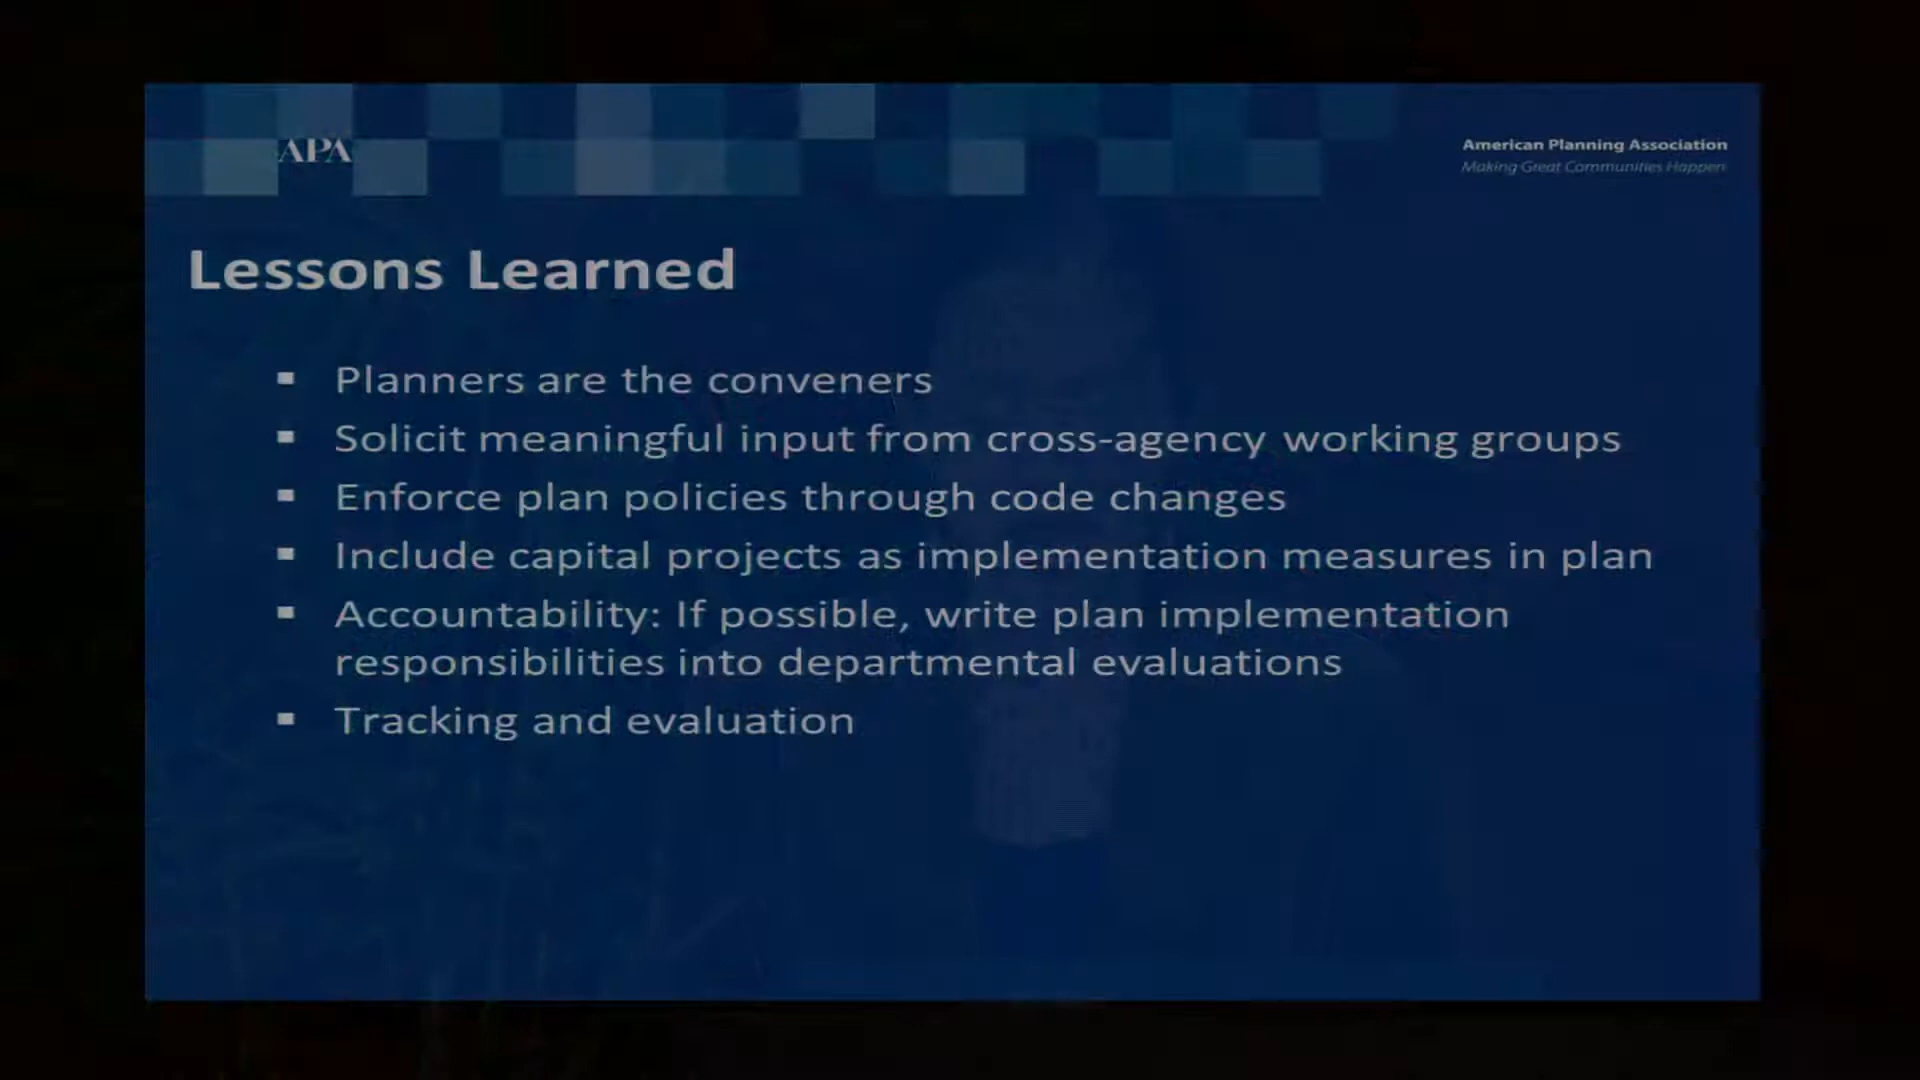 APA
American Planning Association
Making Great Communities Happen
Lessons Learned
▪ Planners are the conveners
▪ Solicit meaningful input from cross-agency working groups
▪ Enforce plan policies through code changes
▪ Include capital projects as implementation measures in plan
▪ Accountability: If possible, write plan implementation
responsibilities into departmental evaluations
▪ Tracking and evaluation